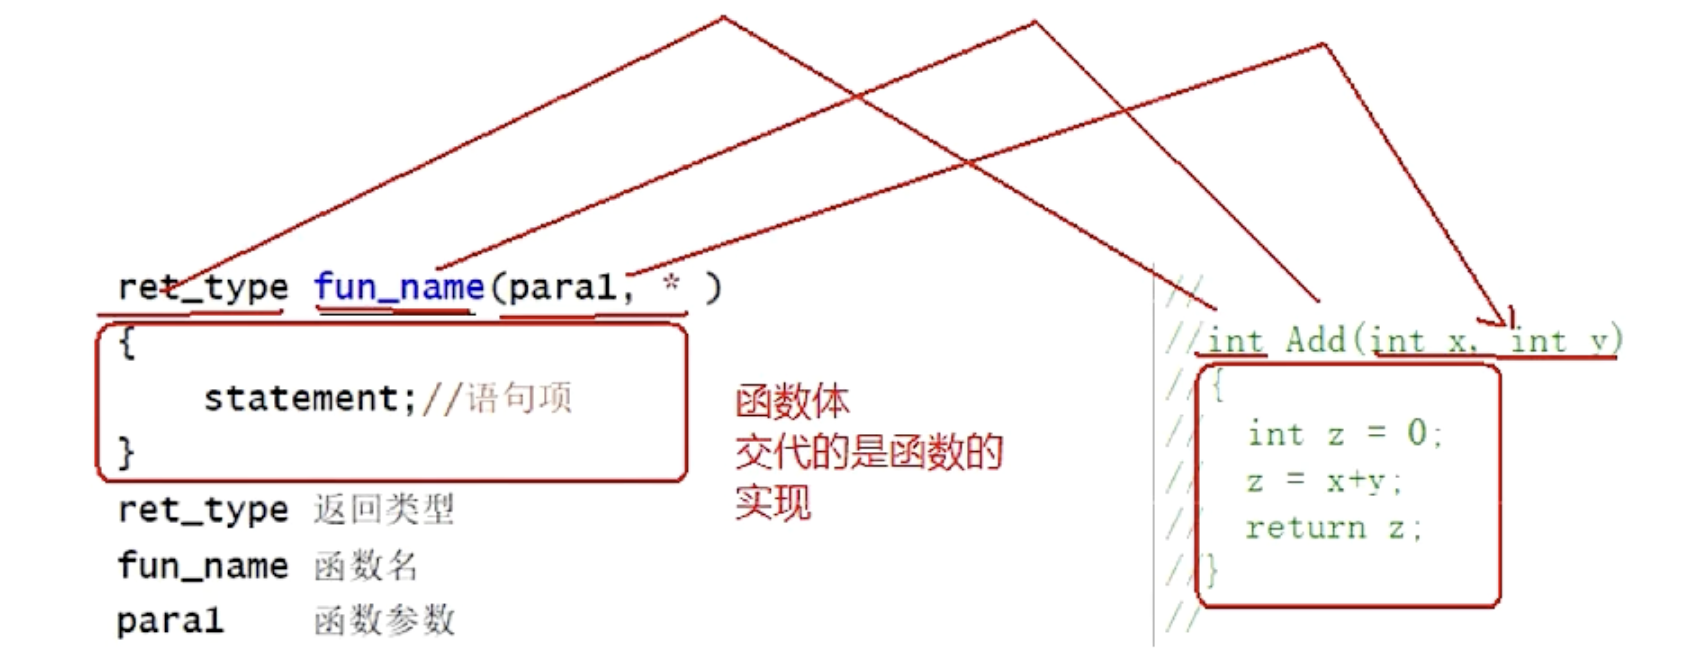 ret_type fun_name(para1, * )
{
statement;//语句项
}
ret_type 返回类型
fun_name 函数名
para1 函数参数
函数体
交代的是函数的
实现
//
//int Add(int x, int y)
//{
// int z = 0;
// z = x+y;
// return z;
//}
//